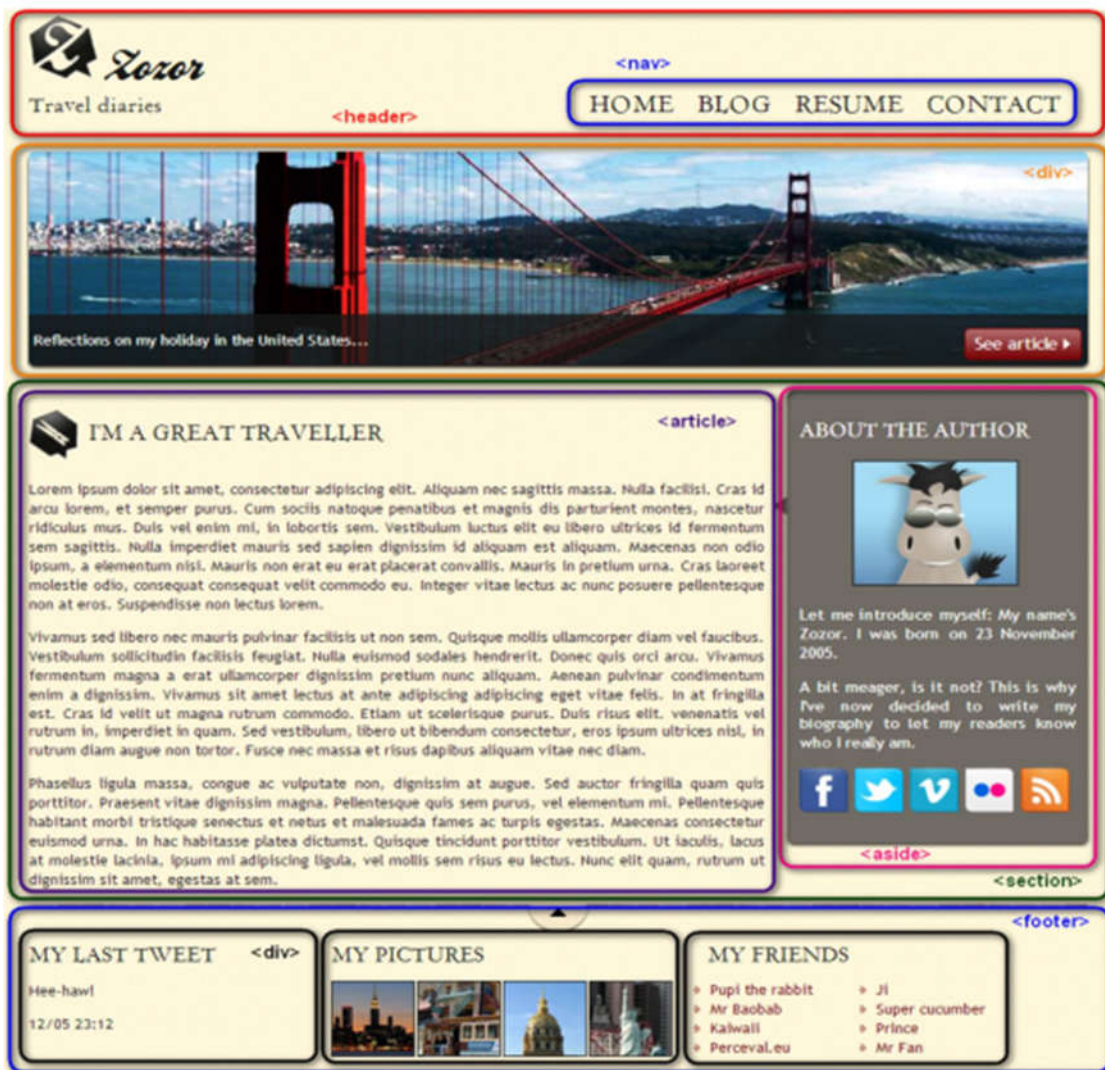 Zozor
<nav>
Travel diaries
<header>
HOME BLOG RESUME CONTACT
<div>
Reflections on my holiday in the United States...
See article
I'M A GREAT TRAVELLER
<article>
Lorem ipsum dolor sit amet, consectetur adipiscing elit. Aliquam nec sagittis massa. Nulla facilisi. Cras id
arcu lorem, et semper purus. Cum sociis natoque penatibus et magnis dis parturient montes, nascetur
ridiculus mus. Duis vel enim mi, in lobortis sem. Vestibulum luctus elit eu libero ultrices id fermentum
sem sagittis. Nulla imperdiet mauris sed sapien dignissim id aliquam est aliquam. Maecenas non odio
ipsum, a elementum nisi. Mauris non erat eu erat placerat convallis. Mauris in pretium urna. Cras laoreet
molestie odio, consequat consequat velit commodo eu. Integer vitae lectus ac nunc posuere pellentesque
non at eros. Suspendisse non lectus lorem.
Vivamus sed libero nec mauris pulvinar facilisis ut non sem. Quisque mollis ullamcorper diam vel faucibus.
Vestibulum sollicitudin facilisis feugiat. Nulla euismod sodales hendrerit. Donec quis orci arcu. Vivamus
fermentum magna a erat ullamcorper dignissim pretium nunc aliquam. Aenean pulvinar condimentum
enim a dignissim. Vivamus sit amet lectus at ante adipiscing adipiscing eget vitae felis. In at fringilla
est. Cras id velit ut magna rutrum commodo. Etiam ut scelerisque purus. Duis risus elit, venenatis vel
rutrum in, imperdiet in quam. Sed vestibulum, libero ut bibendum consectetur, eros ipsum ultrices nisl, in
rutrum diam augue non tortor. Fusce nec massa et risus dapibus aliquam vitae nec diam.
Phasellus ligula massa, congue ac vulputate non, dignissim at augue. Sed auctor fringilla quam quis
porttitor. Praesent vitae dignissim magna. Pellentesque quis sem purus, vel elementum mi. Pellentesque
habitant morbi tristique senectus et netus et malesuada fames ac turpis egestas. Maecenas consectetur
euismod urna. In hac habitasse platea dictumst. Quisque tincidunt porttitor vestibulum. Ut iaculis, lacus
at molestie lacinia, ipsum mi adipiscing ligula, vel mollis sem risus eu lectus. Nunc elit quam, rutrum ut
dignissim sit amet, egestas at sem.
ABOUT THE AUTHOR
Let me introduce myself: My name's
Zozor. I was born on 23 November
2005.
A bit meager, is it not? This is why
I've now decided to write my
biography to let my readers know
who I really am.
<aside>
<section>
<footer>
MY LAST TWEET
<div>
Hee-haw!
12/05 23:12
MY PICTURES
MY FRIENDS
Pupi the rabbit
Mr Baobab
Kaiwaii
Perceval.eu
Ji
Super cucumber
Prince
Mr Fan